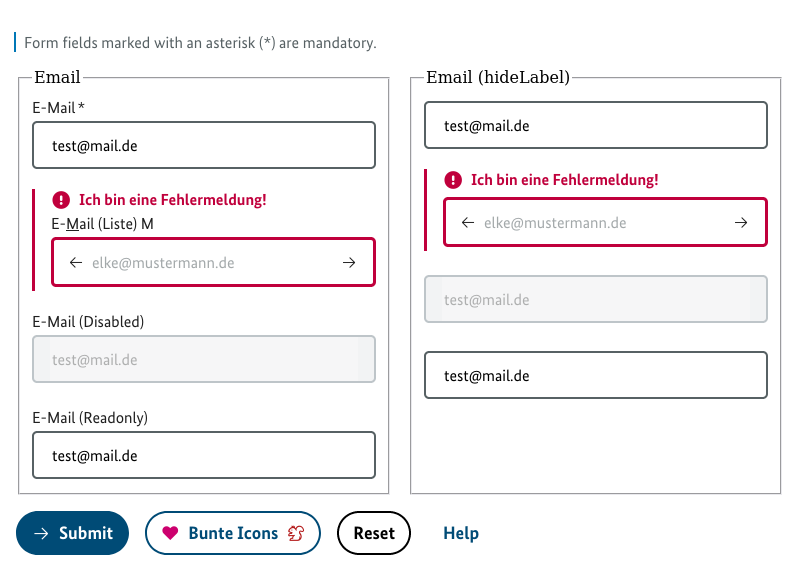 Form fields marked with an asterisk (*) are mandatory.
Email
E-Mail *
test@mail.de
Ich bin eine Fehlermeldung!
E-Mail (Liste) M
elke@mustermann.de
E-Mail (Disabled)
test@mail.de
E-Mail (Readonly)
test@mail.de
Email (hideLabel)
test@mail.de
Ich bin eine Fehlermeldung!
elke@mustermann.de
test@mail.de
test@mail.de
Submit
Bunte Icons
Reset
Help